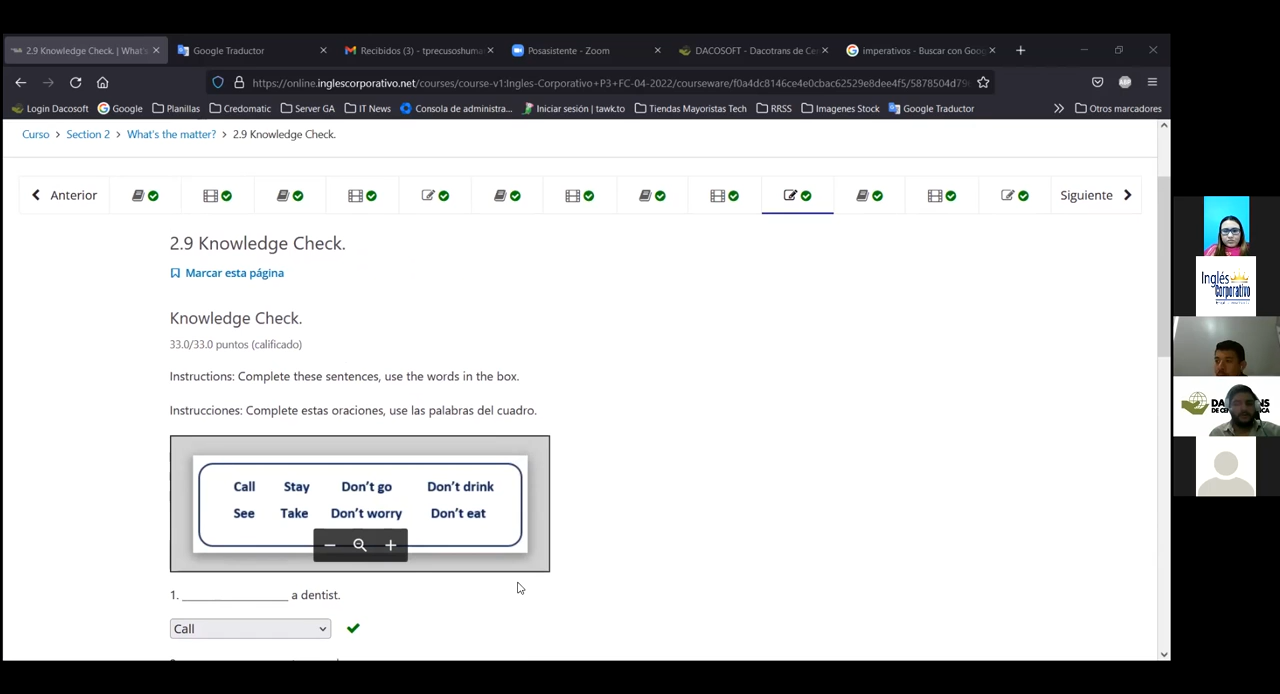 2.9 Knowledge Check. | What's
Google Traductor
Recibidos (3) - tprecusoshuma
Posasistente - Zoom
DACOSOFT - Dacotrans de Ce
imperativos - Buscar con Goog
https://online.inglescorporativo.net/courses/course-v1:Ingles-Corporativo+P3+FC-04-2022/courseware/f0a4dc8146ce4e0cbac62529e8dee4f5/5878504d79
Login Dacosoft
Google
Planillas
Credomatic
Server GA
IT News
Consola de administra...
Iniciar sesión | tawk.to
Tiendas Mayoristas Tech
RRSS
Imagenes Stock
Google Traductor
Otros marcadores
Curso > Section 2 > What's the matter? > 2.9 Knowledge Check.
Anterior
Siguiente
2.9 Knowledge Check.
Marcar esta página
Knowledge Check.
33.0/33.0 puntos (calificado)
Instructions: Complete these sentences, use the words in the box.
Instrucciones: Complete estas oraciones, use las palabras del cuadro.
Call Stay Don't go Don't drink
See Take Don't worry Don't eat
1. _________________ a dentist.
Call
Inglés
Corporativo